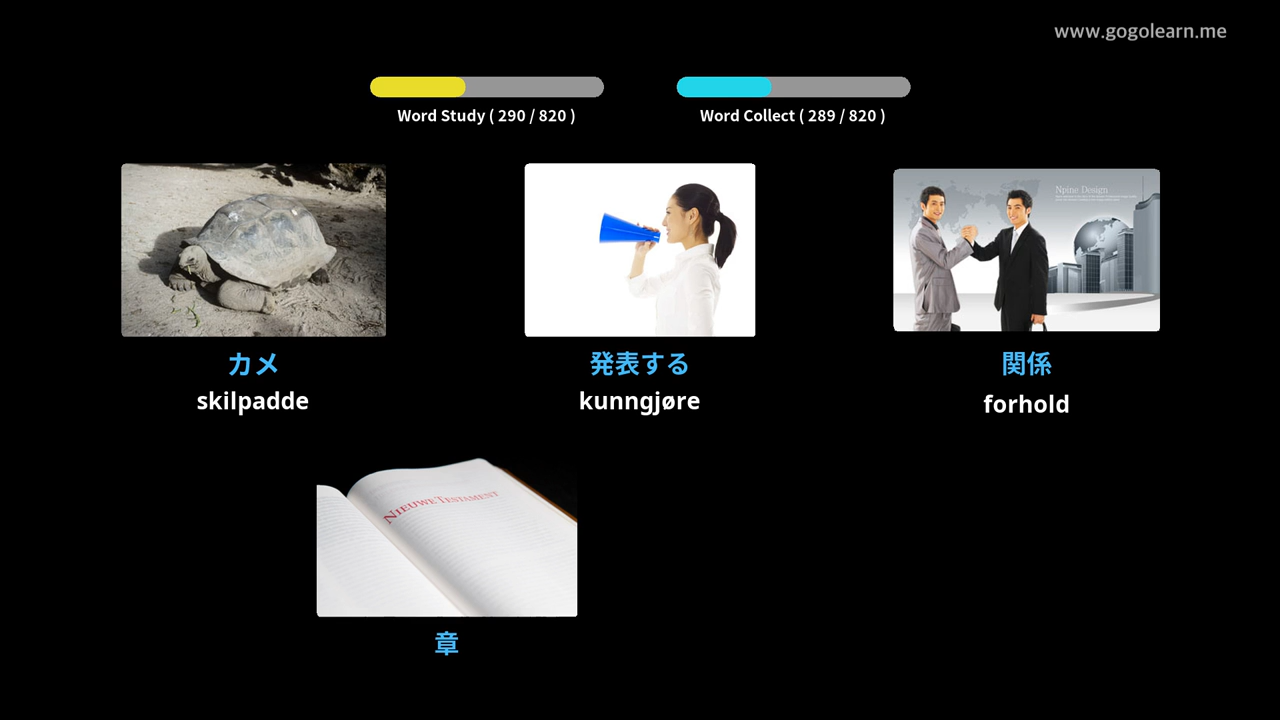 www.gogolearn.me
Word Study ( 290 / 820 )
Word Collect ( 289 / 820 )
Npine Design
カメ
skilpadde
発表する
kunngjøre
関係
forhold
NIEUWE TESTAMENT
章